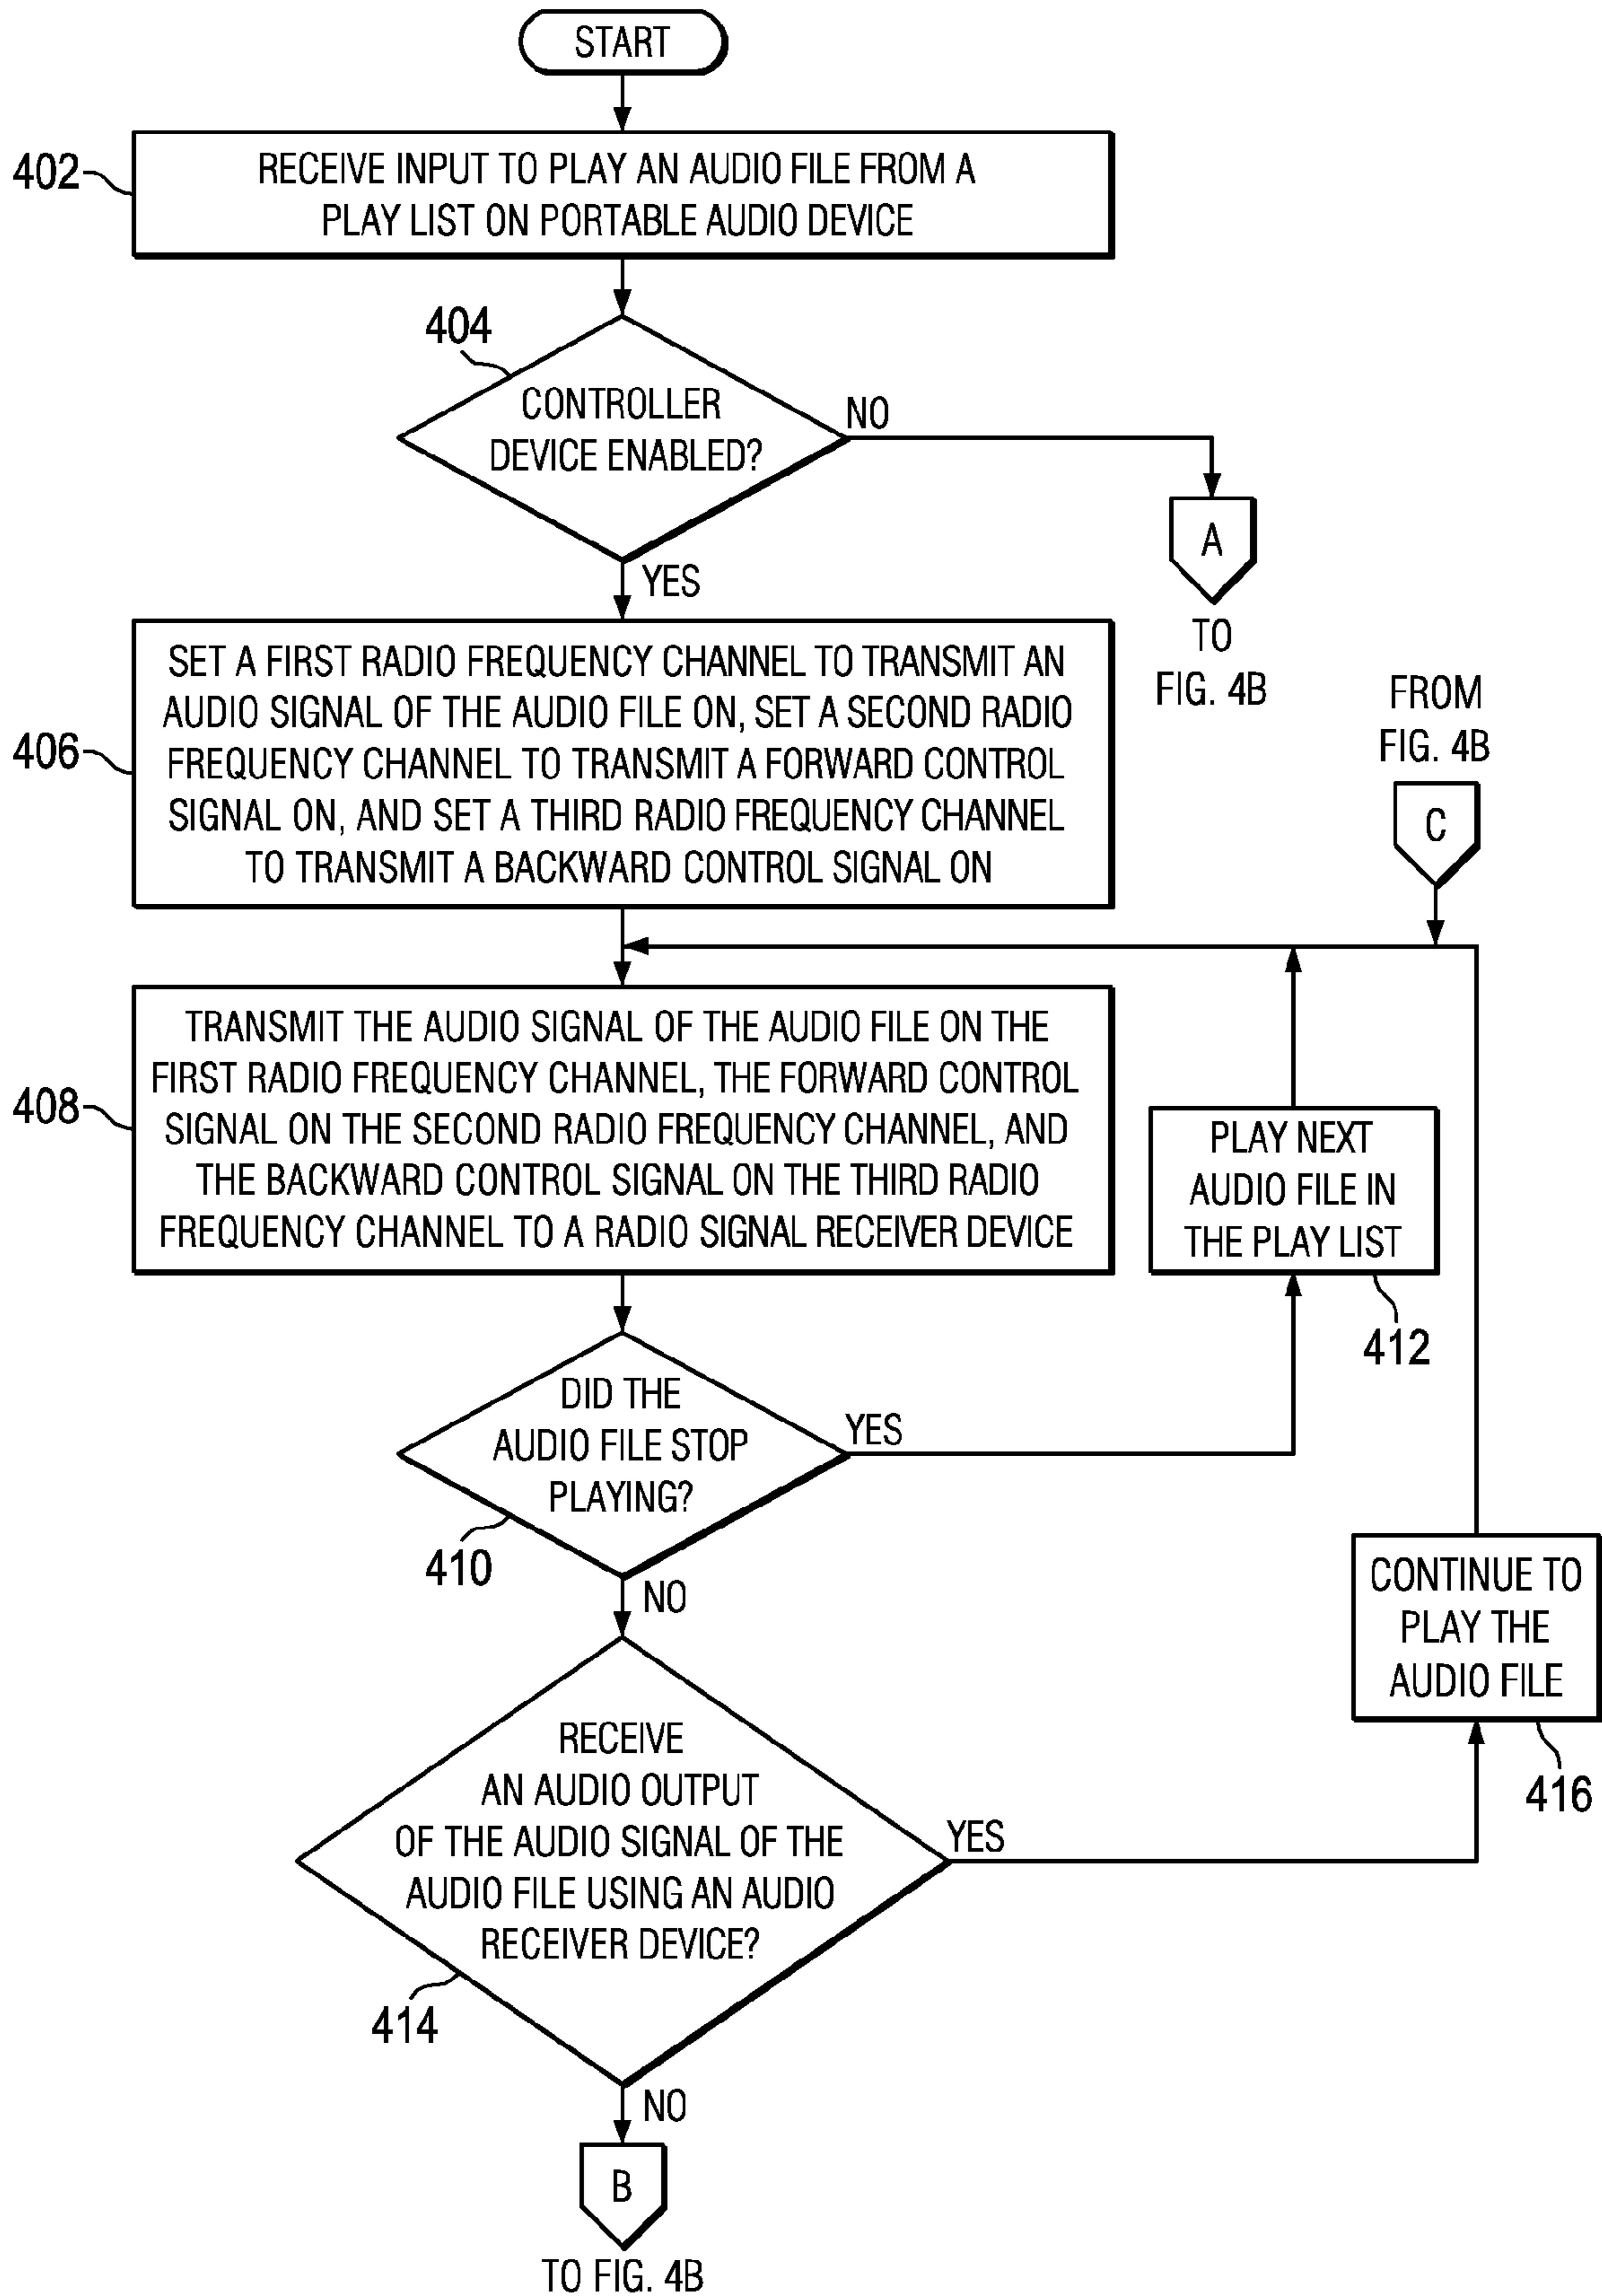 START
402
RECEIVE INPUT TO PLAY AN AUDIO FILE FROM A
PLAY LIST ON PORTABLE AUDIO DEVICE
404
CONTROLLER
DEVICE ENABLED?
NO
A
TO
FIG. 4B
YES
406
SET A FIRST RADIO FREQUENCY CHANNEL TO TRANSMIT AN
AUDIO SIGNAL OF THE AUDIO FILE ON, SET A SECOND RADIO
FREQUENCY CHANNEL TO TRANSMIT A FORWARD CONTROL
SIGNAL ON, AND SET A THIRD RADIO FREQUENCY CHANNEL
TO TRANSMIT A BACKWARD CONTROL SIGNAL ON
FROM
FIG. 4B
C
408
TRANSMIT THE AUDIO SIGNAL OF THE AUDIO FILE ON THE
FIRST RADIO FREQUENCY CHANNEL, THE FORWARD CONTROL
SIGNAL ON THE SECOND RADIO FREQUENCY CHANNEL, AND
THE BACKWARD CONTROL SIGNAL ON THE THIRD RADIO
FREQUENCY CHANNEL TO A RADIO SIGNAL RECEIVER DEVICE
PLAY NEXT
AUDIO FILE IN
THE PLAY LIST
412
DID THE
AUDIO FILE STOP
PLAYING?
YES
410
NO
CONTINUE TO
PLAY THE
AUDIO FILE
416
RECEIVE
AN AUDIO OUTPUT
OF THE AUDIO SIGNAL OF THE
AUDIO FILE USING AN AUDIO
RECEIVER DEVICE?
YES
414
NO
B
TO FIG. 4B